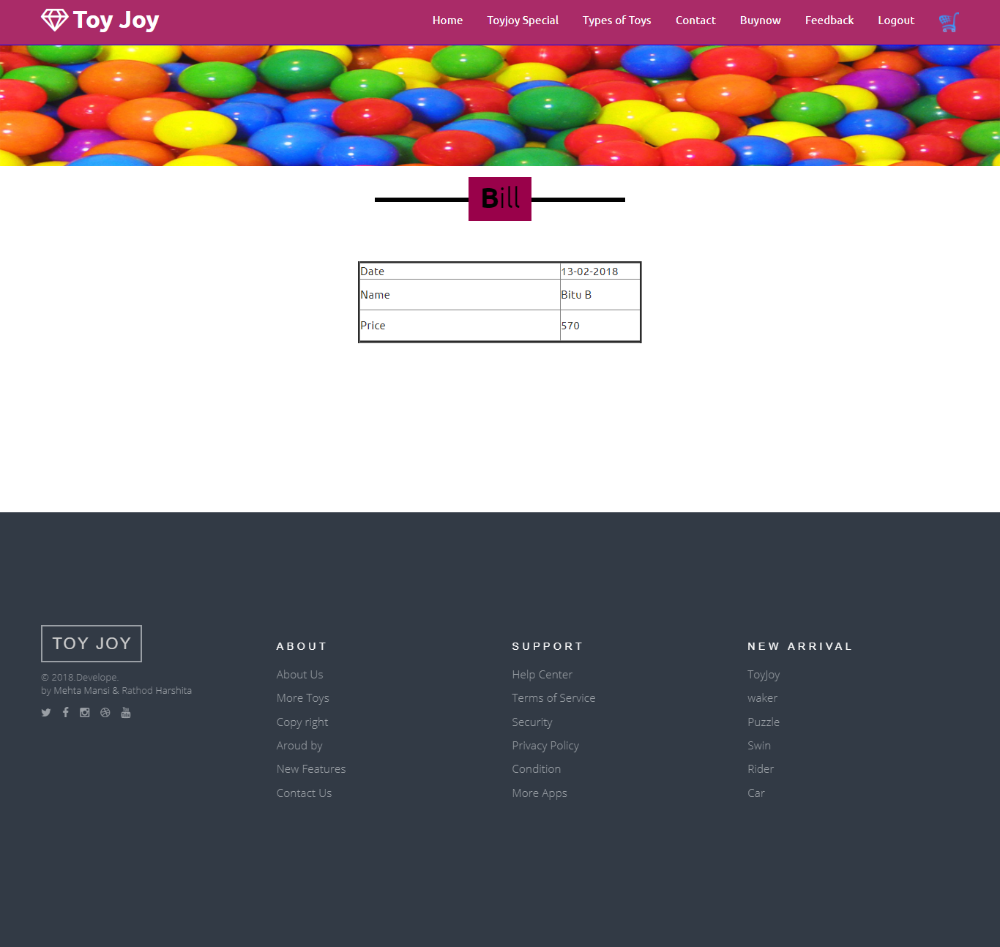 Toy Joy
Home Toyjoy Special Types of Toys Contact Buynow Feedback Logout
Bill
Date 13-02-2018
Name Bitu B
Price 570
TOY JOY
© 2018.Develope.
by Mehta Mansi & Rathod Harshita
ABOUT
About Us
More Toys
Copy right
Aroud by
New Features
Contact Us
SUPPORT
Help Center
Terms of Service
Security
Privacy Policy
Condition
More Apps
NEW ARRIVAL
ToyJoy
waker
Puzzle
Swin
Rider
Car